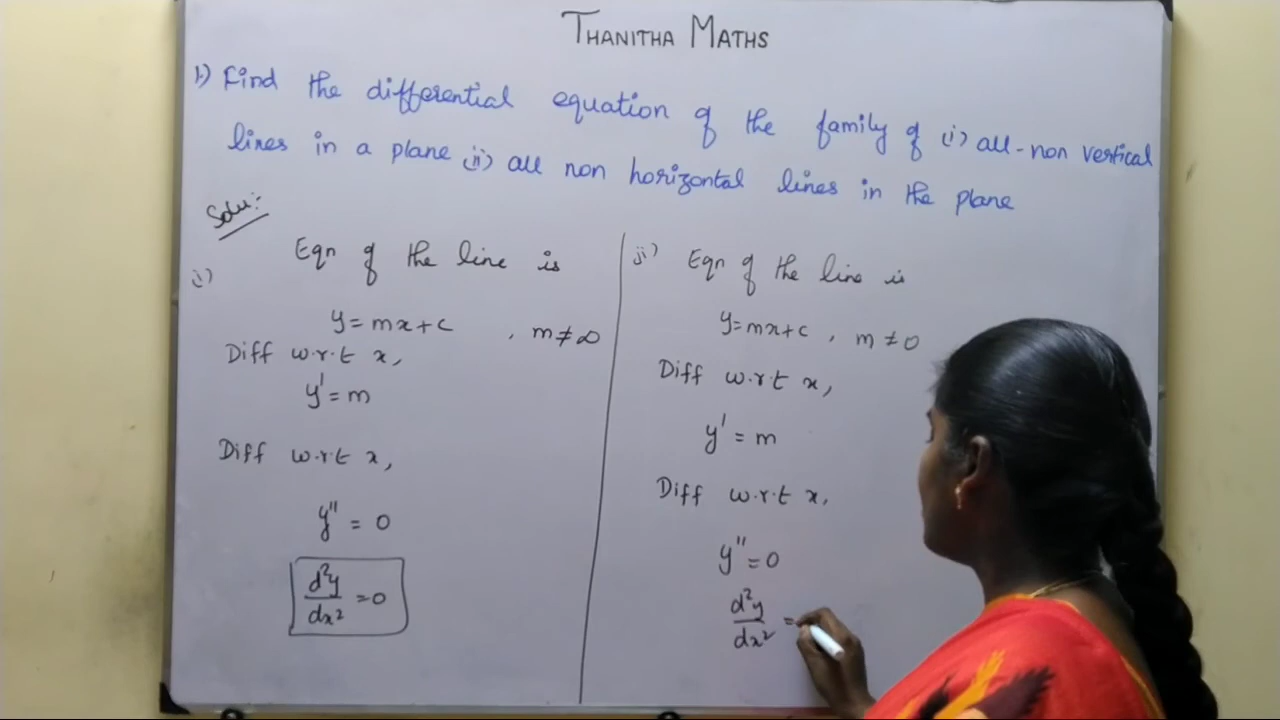 THANITHA MATHS
1.) Find the differential equation of the family of (i) all-non vertical
lines in a plane (ii) all non horizontal lines in the plane
Solu:-
i)
Eqn of the line is
y = mx + c , m ≠ ∞
Diff w.r.t x,
y' = m
Diff w.r.t x,
y'' = 0
d²y/dx² = 0
ii)
Eqn of the line is
y = mx + c , m ≠ 0
Diff w.r.t x,
y' = m
Diff w.r.t x,
y'' = 0
d²y/dx² =